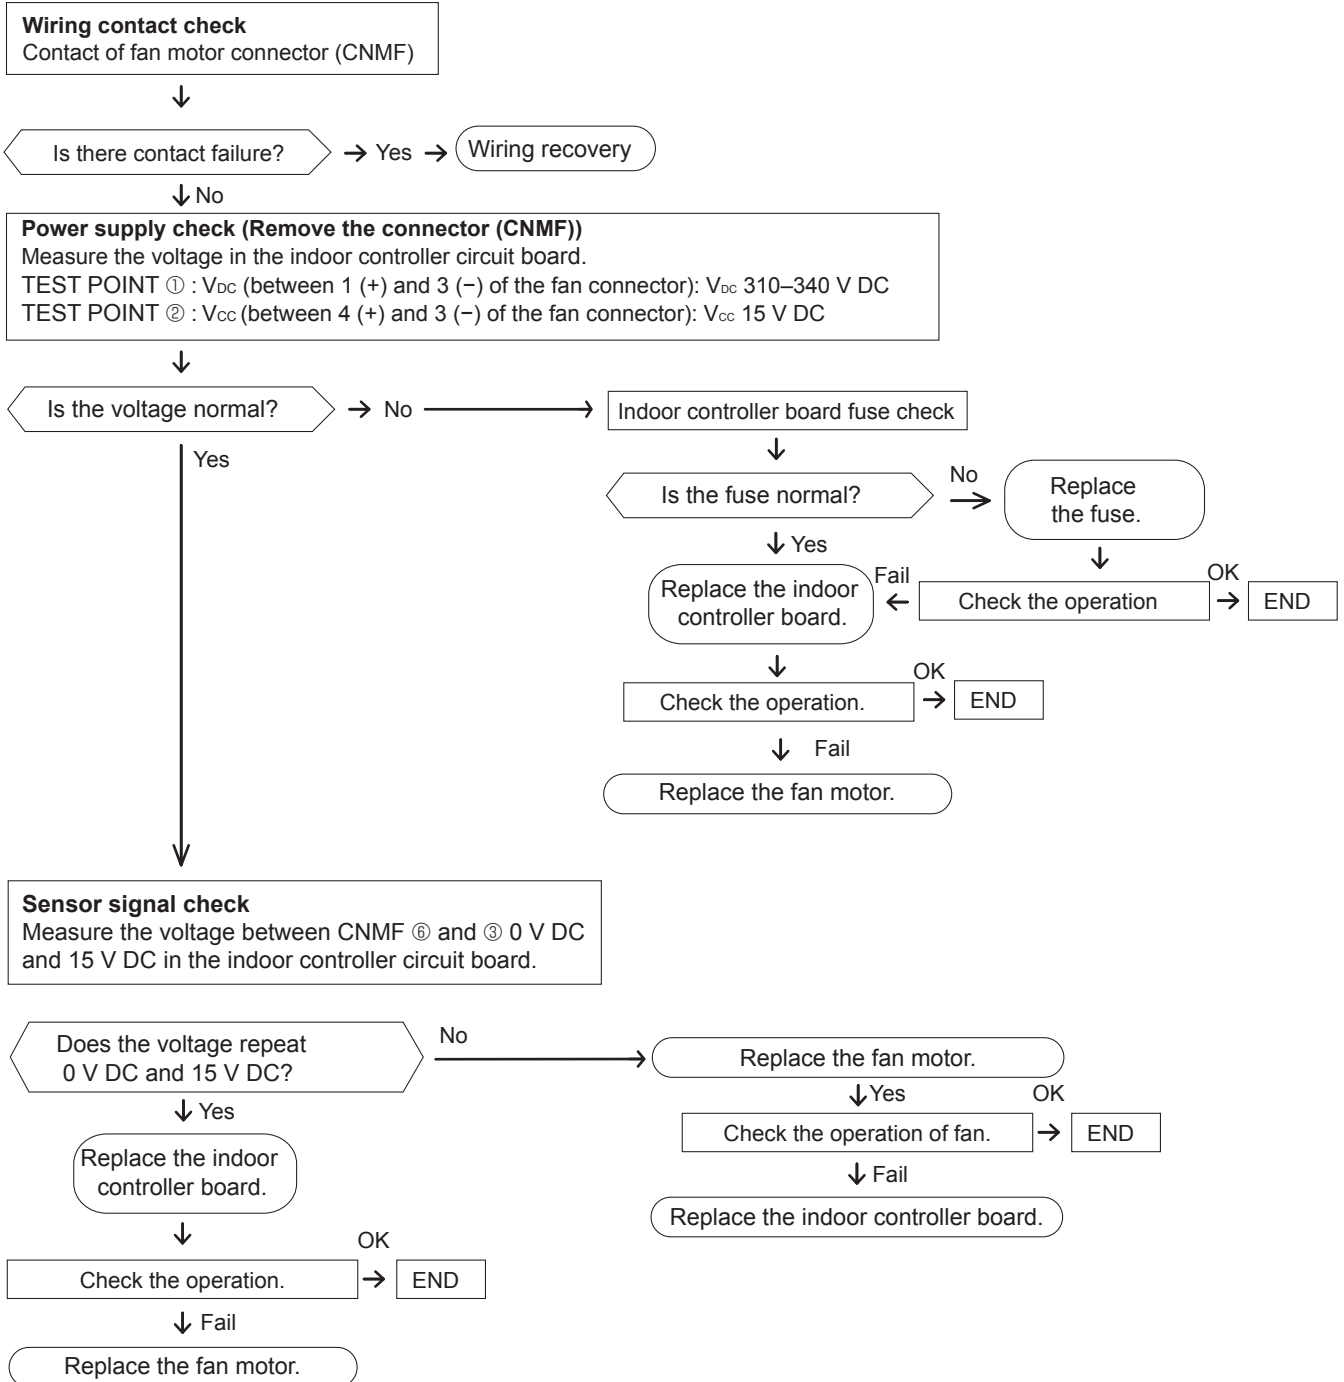 Wiring contact check
Contact of fan motor connector (CNMF)
Is there contact failure?
Yes
Wiring recovery
No
Power supply check (Remove the connector (CNMF))
Measure the voltage in the indoor controller circuit board.
TEST POINT ① : VDC (between 1 (+) and 3 (−) of the fan connector): VDC 310–340 V DC
TEST POINT ② : VCC (between 4 (+) and 3 (−) of the fan connector): VCC 15 V DC
Is the voltage normal?
No
Indoor controller board fuse check
Yes
Is the fuse normal?
No
Replace
the fuse.
Yes
Replace the indoor
controller board.
Fail
Check the operation
OK
END
Check the operation.
OK
END
Fail
Replace the fan motor.
Sensor signal check
Measure the voltage between CNMF ⑥ and ③ 0 V DC
and 15 V DC in the indoor controller circuit board.
Does the voltage repeat
0 V DC and 15 V DC?
No
Replace the fan motor.
Yes
OK
Check the operation of fan.
END
Fail
Replace the indoor controller board.
Yes
Replace the indoor
controller board.
OK
Check the operation.
END
Fail
Replace the fan motor.